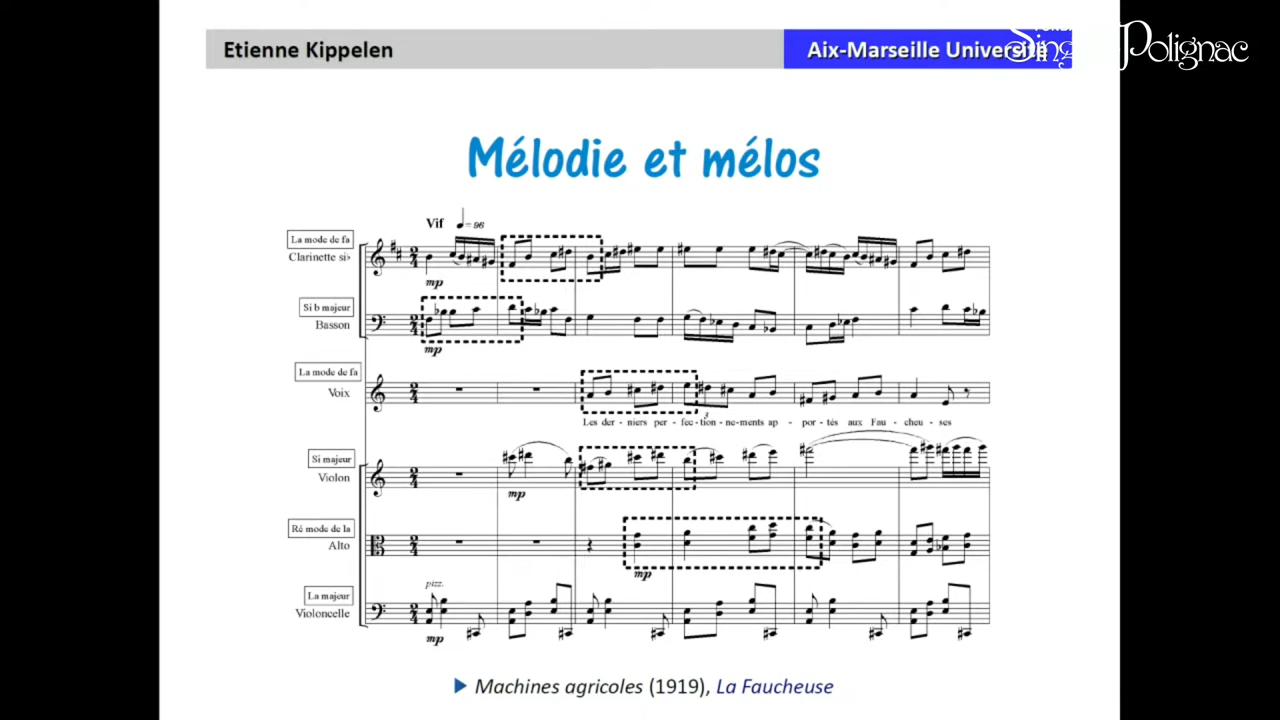 Etienne Kippelen
Aix-Marseille Université
Singer Polignac
Mélodie et mélos
Vif ♩= 96
La mode de fa
Clarinette si♭
mp
Si b majeur
Basson
mp
La mode de fa
Voix
3
Les der - niers per - fec - tion - ne-ments ap - por - tés aux Fau - cheu - ses
Si majeur
Violon
mp
Ré mode de la
Alto
mp
pizz.
La majeur
Violoncelle
mp
Machines agricoles (1919), La Faucheuse